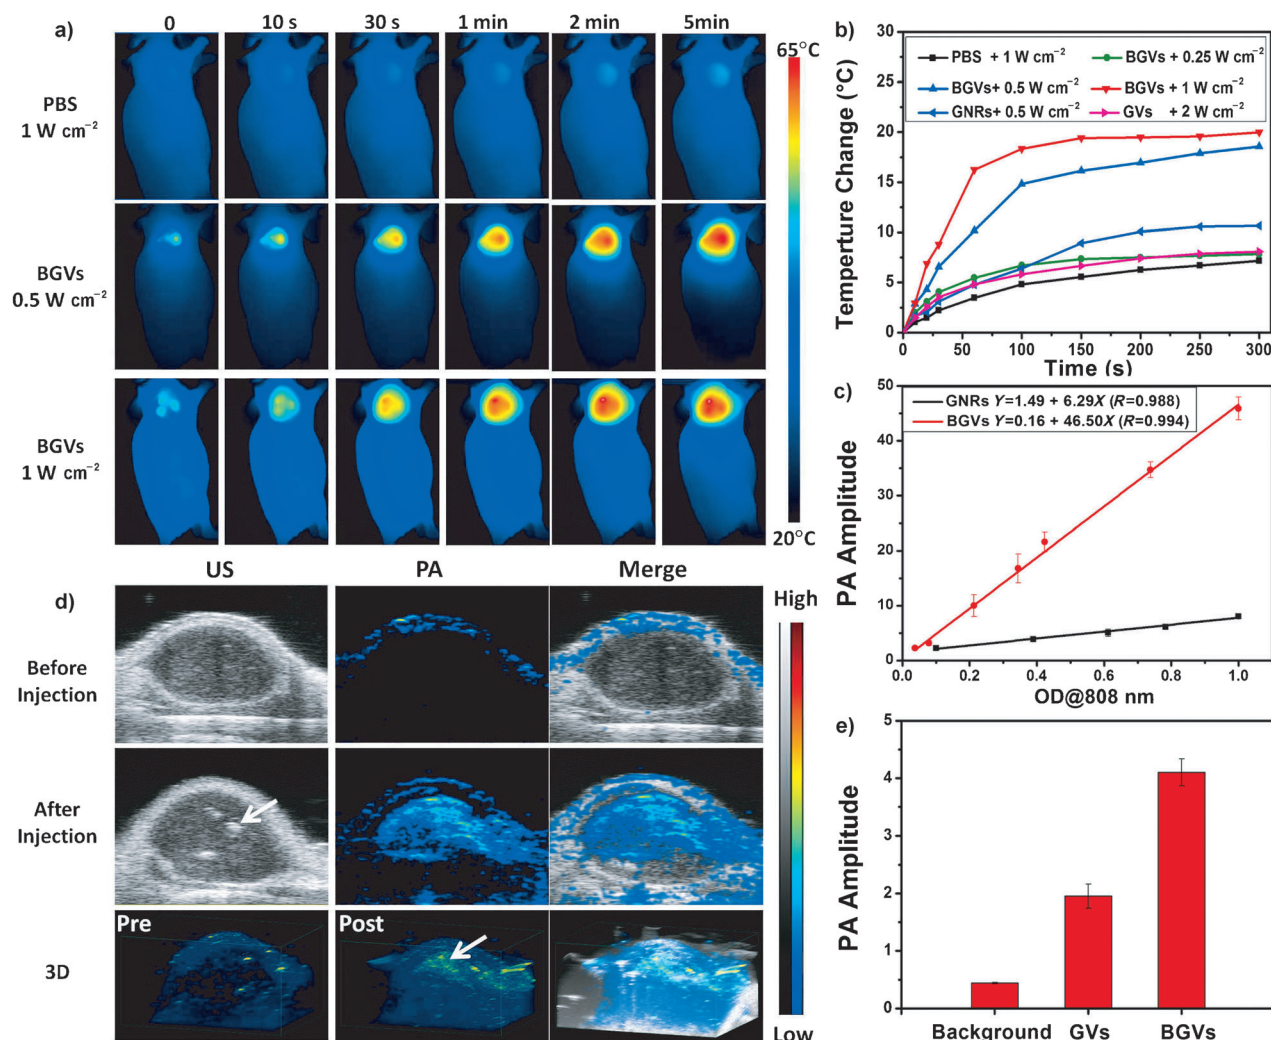 a)
0 10 s 30 s 1 min 2 min 5min
65°C
PBS
1 W cm⁻²
BGVs
0.5 W cm⁻²
BGVs
1 W cm⁻²
20°C
b)
Temperture Change (°C)
30
25
20
15
10
5
0
PBS + 1 W cm⁻² BGVs + 0.25 W cm⁻²
BGVs+ 0.5 W cm⁻² BGVs + 1 W cm⁻²
GNRs+ 0.5 W cm⁻² GVs + 2 W cm⁻²
0 50 100 150 200 250 300
Time (s)
c)
PA Amplitude
50
40
30
20
10
0
GNRs Y=1.49 + 6.29X (R=0.988)
BGVs Y=0.16 + 46.50X (R=0.994)
0.0 0.2 0.4 0.6 0.8 1.0
OD@808 nm
d)
US PA Merge
High
Before
Injection
After
Injection
Pre Post
3D
Low
e)
PA Amplitude
5
4
3
2
1
0
Background GVs BGVs